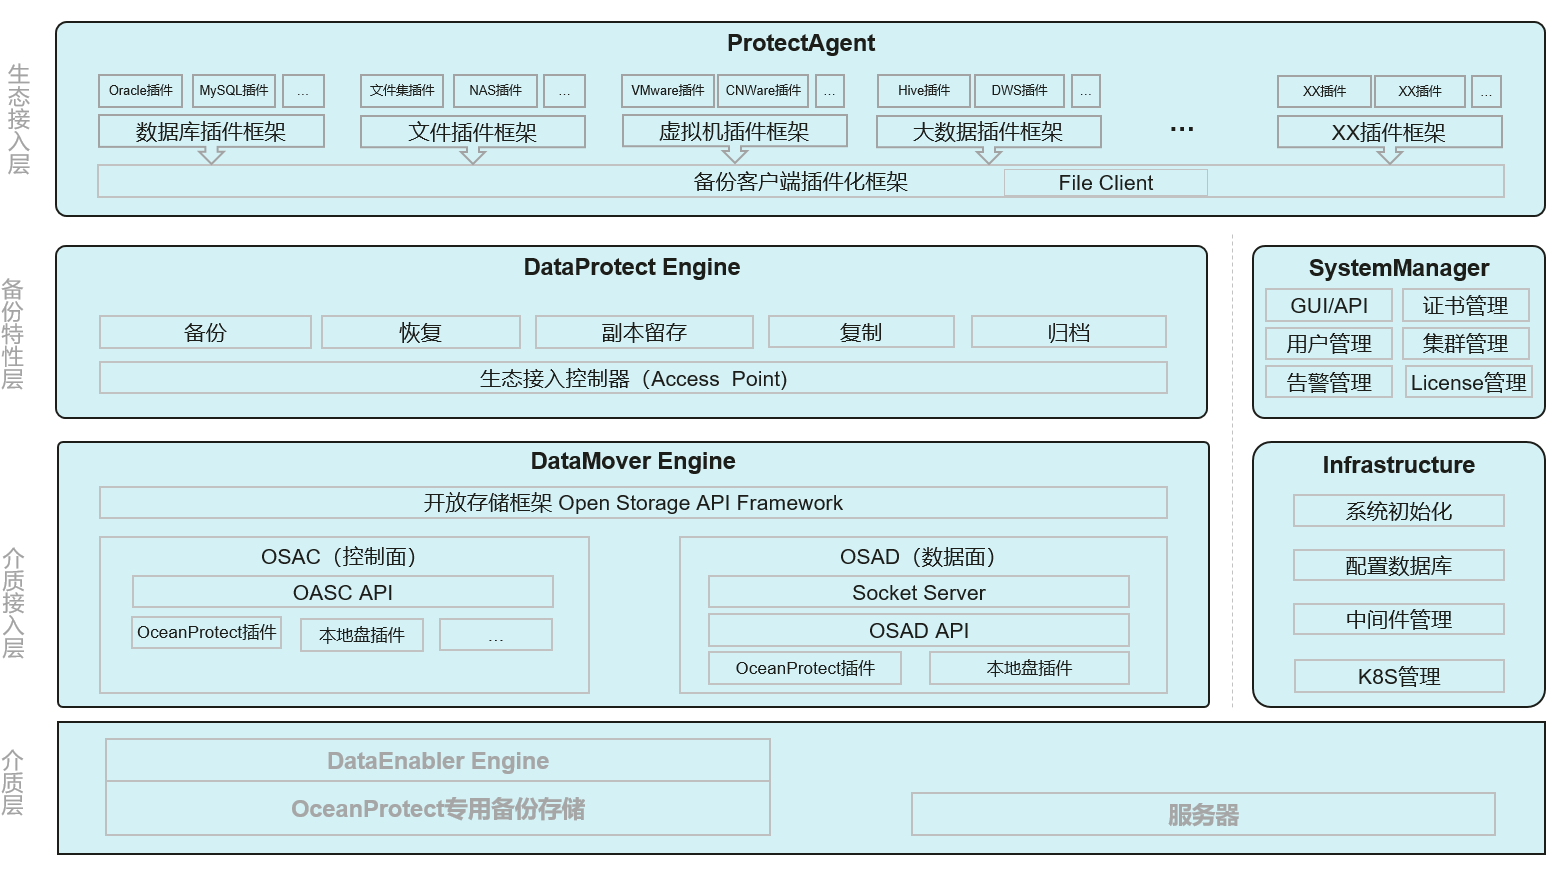 生态接入层
ProtectAgent
Oracle插件
MySQL插件
...
文件集插件
NAS插件
...
VMware插件
CNWare插件
...
Hive插件
DWS插件
...
XX插件
XX插件
...
数据库插件框架
文件插件框架
虚拟机插件框架
大数据插件框架
...
XX插件框架
备份客户端插件化框架
File Client
备份特性层
DataProtect Engine
备份
恢复
副本留存
复制
归档
生态接入控制器（Access Point)
SystemManager
GUI/API
证书管理
用户管理
集群管理
告警管理
License管理
介质接入层
DataMover Engine
开放存储框架 Open Storage API Framework
OSAC（控制面）
OASC API
OceanProtect插件
本地盘插件
...
OSAD（数据面）
Socket Server
OSAD API
OceanProtect插件
本地盘插件
Infrastructure
系统初始化
配置数据库
中间件管理
K8S管理
介质层
DataEnabler Engine
OceanProtect专用备份存储
服务器